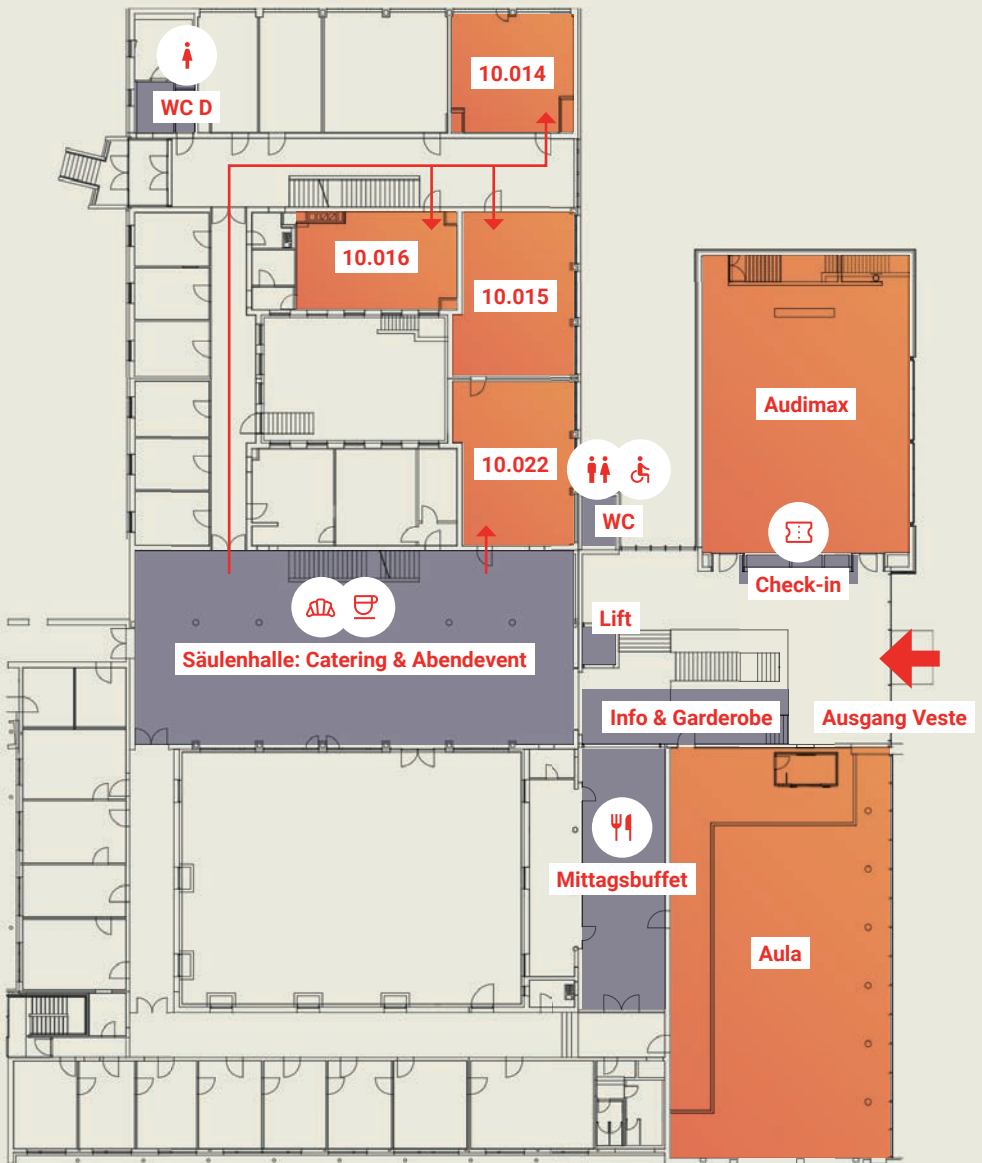 10.014
WC D
10.016
10.015
Audimax
10.022
WC
Check-in
Lift
Säulenhalle: Catering & Abendevent
Info & Garderobe
Ausgang Veste
Mittagsbuffet
Aula